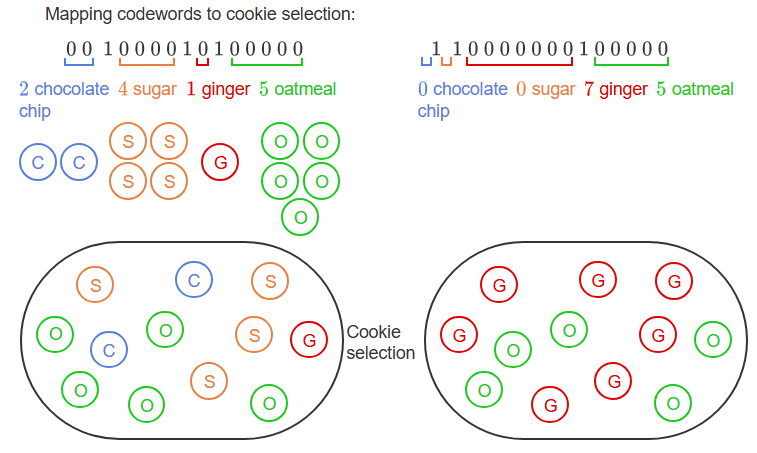 Mapping codewords to cookie selection:
0 0 1 0 0 0 0 1 0 1 0 0 0 0 0
2 chocolate chip 4 sugar 1 ginger 5 oatmeal
C C S S S S G O O O O O
S C S
O O S G
C
O S
O O
Cookie
selection
1 1 0 0 0 0 0 0 0 1 0 0 0 0 0
0 chocolate chip 0 sugar 7 ginger 5 oatmeal
G G G
G O G O
O
O G
G O